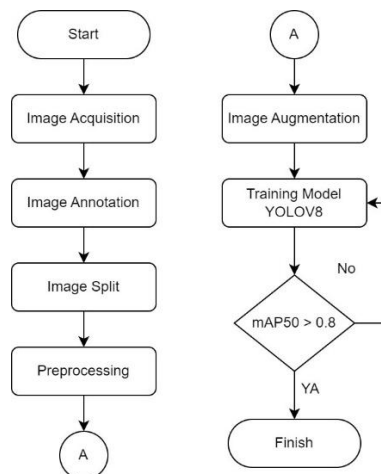 Start
Image Acquisition
Image Annotation
Image Split
Preprocessing
A
A
Image Augmentation
Training Model
YOLOV8
No
mAP50 > 0.8
YA
Finish